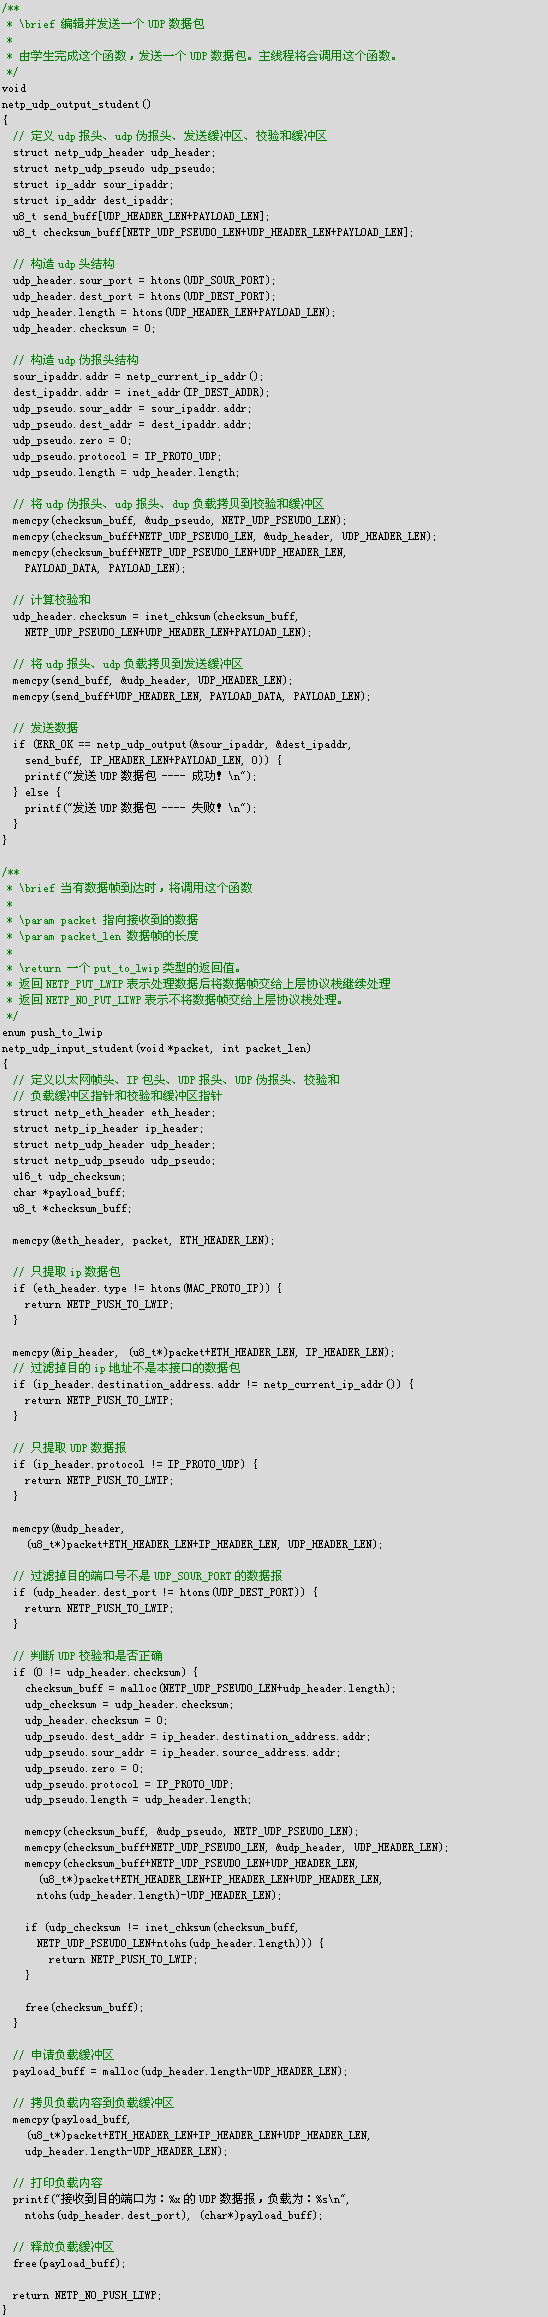 /**
 * \brief 编辑并发送一个 UDP 数据包
 *
 * 由学生完成这个函数，发送一个 UDP 数据包。主线程将会调用这个函数。
 */
void
netp_udp_output_student()
{
  // 定义 udp 报头、udp 伪报头、发送缓冲区、校验和缓冲区
  struct netp_udp_header udp_header;
  struct netp_udp_pseudo udp_pseudo;
  struct ip_addr sour_ipaddr;
  struct ip_addr dest_ipaddr;
  u8_t send_buff[UDP_HEADER_LEN+PAYLOAD_LEN];
  u8_t checksum_buff[NETP_UDP_PSEUDO_LEN+UDP_HEADER_LEN+PAYLOAD_LEN];

  // 构造 udp 头结构
  udp_header.sour_port = htons(UDP_SOUR_PORT);
  udp_header.dest_port = htons(UDP_DEST_PORT);
  udp_header.length = htons(UDP_HEADER_LEN+PAYLOAD_LEN);
  udp_header.checksum = 0;

  // 构造 udp 伪报头结构
  sour_ipaddr.addr = netp_current_ip_addr();
  dest_ipaddr.addr = inet_addr(IP_DEST_ADDR);
  udp_pseudo.sour_addr = sour_ipaddr.addr;
  udp_pseudo.dest_addr = dest_ipaddr.addr;
  udp_pseudo.zero = 0;
  udp_pseudo.protocol = IP_PROTO_UDP;
  udp_pseudo.length = udp_header.length;

  // 将 udp 伪报头、udp 报头、dup 负载拷贝到校验和缓冲区
  memcpy(checksum_buff, &udp_pseudo, NETP_UDP_PSEUDO_LEN);
  memcpy(checksum_buff+NETP_UDP_PSEUDO_LEN, &udp_header, UDP_HEADER_LEN);
  memcpy(checksum_buff+NETP_UDP_PSEUDO_LEN+UDP_HEADER_LEN,
    PAYLOAD_DATA, PAYLOAD_LEN);

  // 计算校验和
  udp_header.checksum = inet_chksum(checksum_buff,
    NETP_UDP_PSEUDO_LEN+UDP_HEADER_LEN+PAYLOAD_LEN);

  // 将 udp 报头、udp 负载拷贝到发送缓冲区
  memcpy(send_buff, &udp_header, UDP_HEADER_LEN);
  memcpy(send_buff+UDP_HEADER_LEN, PAYLOAD_DATA, PAYLOAD_LEN);

  // 发送数据
  if (ERR_OK == netp_udp_output(&sour_ipaddr, &dest_ipaddr,
    send_buff, IP_HEADER_LEN+PAYLOAD_LEN, 0)) {
    printf("发送 UDP 数据包 ---- 成功！\n");
  } else {
    printf("发送 UDP 数据包 ---- 失败！\n");
  }
}

/**
 * \brief 当有数据帧到达时，将调用这个函数
 *
 * \param packet 指向接收到的数据
 * \param packet_len 数据帧的长度
 *
 * \return 一个 put_to_lwip 类型的返回值。
 * 返回 NETP_PUT_LWIP 表示处理数据后将数据帧交给上层协议栈继续处理
 * 返回 NETP_NO_PUT_LIWP 表示不将数据帧交给上层协议栈处理。
 */
enum push_to_lwip
netp_udp_input_student(void*packet, int packet_len)
{
  // 定义以太网帧头、IP 包头、UDP 报头、UDP 伪报头、校验和
  // 负载缓冲区指针和校验和缓冲区指针
  struct netp_eth_header eth_header;
  struct netp_ip_header ip_header;
  struct netp_udp_header udp_header;
  struct netp_udp_pseudo udp_pseudo;
  u16_t udp_checksum;
  char *payload_buff;
  u8_t *checksum_buff;

  memcpy(&eth_header, packet, ETH_HEADER_LEN);

  // 只提取 ip 数据包
  if (eth_header.type != htons(MAC_PROTO_IP)) {
    return NETP_PUSH_TO_LWIP;
  }

  memcpy(&ip_header, (u8_t*)packet+ETH_HEADER_LEN, IP_HEADER_LEN);
  // 过滤掉目的 ip 地址不是本接口的数据包
  if (ip_header.destination_address.addr != netp_current_ip_addr()) {
    return NETP_PUSH_TO_LWIP;
  }

  // 只提取 UDP 数据报
  if (ip_header.protocol != IP_PROTO_UDP) {
    return NETP_PUSH_TO_LWIP;
  }

  memcpy(&udp_header,
    (u8_t*)packet+ETH_HEADER_LEN+IP_HEADER_LEN, UDP_HEADER_LEN);

  // 过滤掉目的端口号不是 UDP_SOUR_PORT 的数据报
  if (udp_header.dest_port != htons(UDP_DEST_PORT)) {
    return NETP_PUSH_TO_LWIP;
  }

  // 判断 UDP 校验和是否正确
  if (0 != udp_header.checksum) {
    checksum_buff = malloc(NETP_UDP_PSEUDO_LEN+udp_header.length);
    udp_checksum = udp_header.checksum;
    udp_header.checksum = 0;
    udp_pseudo.dest_addr = ip_header.destination_address.addr;
    udp_pseudo.sour_addr = ip_header.source_address.addr;
    udp_pseudo.zero = 0;
    udp_pseudo.protocol = IP_PROTO_UDP;
    udp_pseudo.length = udp_header.length;

    memcpy(checksum_buff, &udp_pseudo, NETP_UDP_PSEUDO_LEN);
    memcpy(checksum_buff+NETP_UDP_PSEUDO_LEN, &udp_header, UDP_HEADER_LEN);
    memcpy(checksum_buff+NETP_UDP_PSEUDO_LEN+UDP_HEADER_LEN,
      (u8_t*)packet+ETH_HEADER_LEN+IP_HEADER_LEN+UDP_HEADER_LEN,
      ntohs(udp_header.length)-UDP_HEADER_LEN);

    if (udp_checksum != inet_chksum(checksum_buff,
      NETP_UDP_PSEUDO_LEN+ntohs(udp_header.length))) {
        return NETP_PUSH_TO_LWIP;
    }

    free(checksum_buff);
  }

  // 申请负载缓冲区
  payload_buff = malloc(udp_header.length-UDP_HEADER_LEN);

  // 拷贝负载内容到负载缓冲区
  memcpy(payload_buff,
    (u8_t*)packet+ETH_HEADER_LEN+IP_HEADER_LEN+UDP_HEADER_LEN,
    udp_header.length-UDP_HEADER_LEN);

  // 打印负载内容
  printf("接收到目的端口为：%x 的 UDP 数据报，负载为：%s\n",
    ntohs(udp_header.dest_port), (char*)payload_buff);

  // 释放负载缓冲区
  free(payload_buff);

  return NETP_NO_PUSH_LIWP;
}